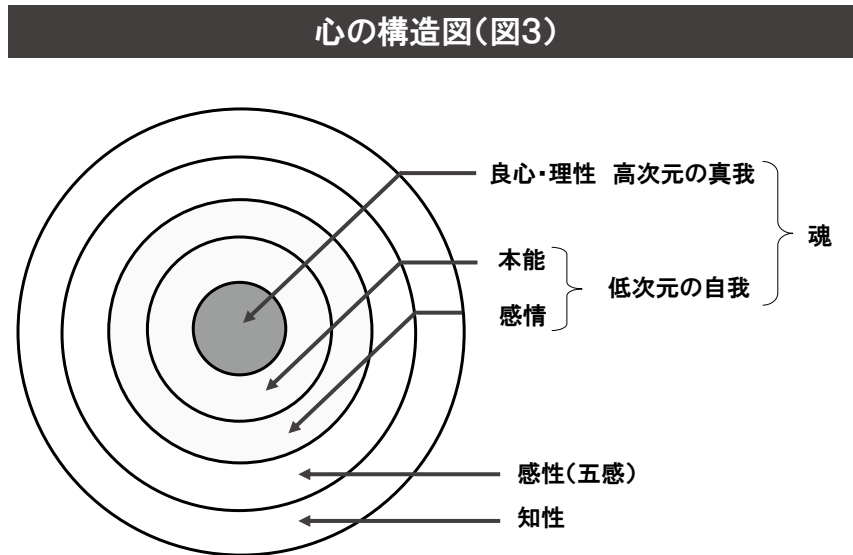 心の構造図（図3）
良心・理性 高次元の真我
魂
本能
低次元の自我
感情
感性（五感）
知性